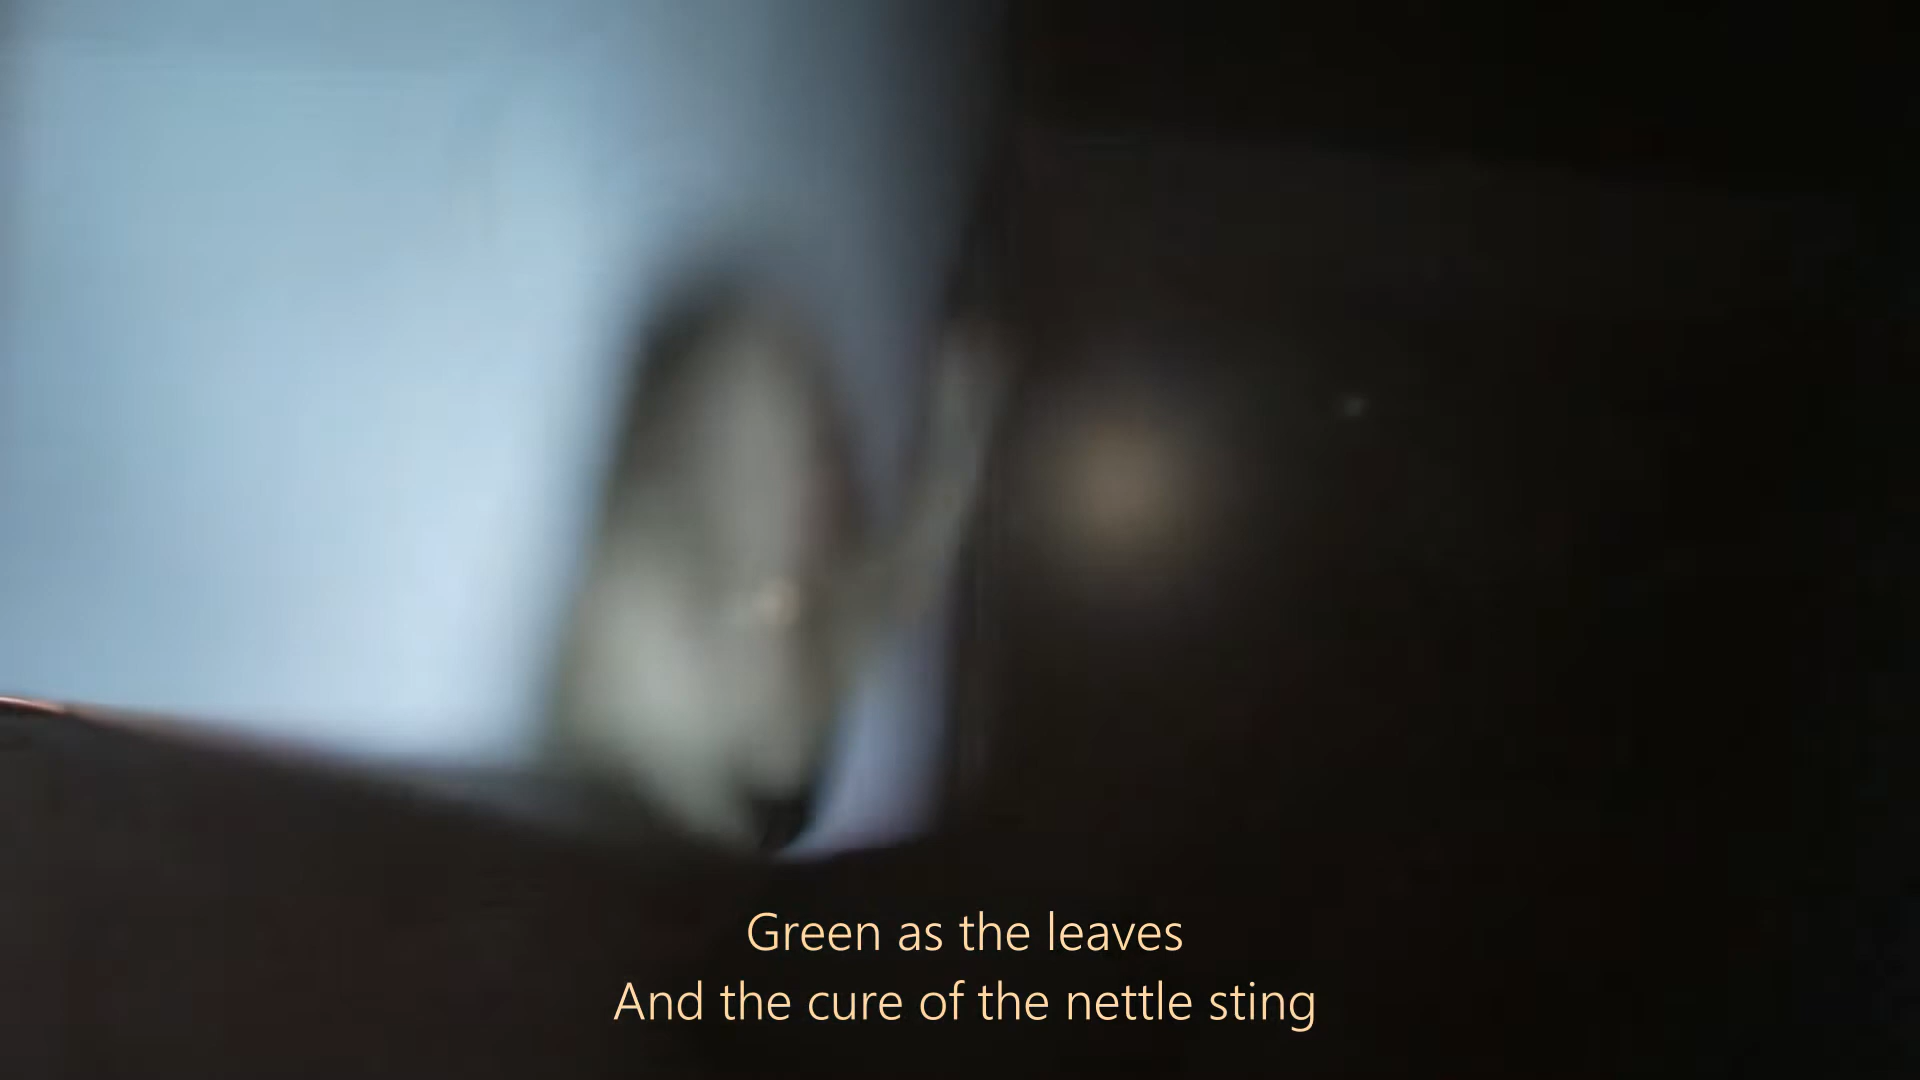 Green as the leaves
And the cure of the nettle sting